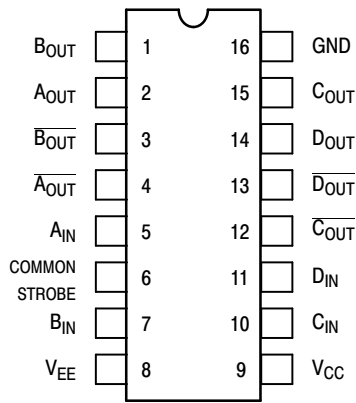 B_OUT 1 16 GND
A_OUT 2 15 C_OUT
B̅_OUT 3 14 D_OUT
A̅_OUT 4 13 D̅_OUT
A_IN 5 12 C̅_OUT
COMMON
STROBE 6 11 D_IN
B_IN 7 10 C_IN
V_EE 8 9 V_CC